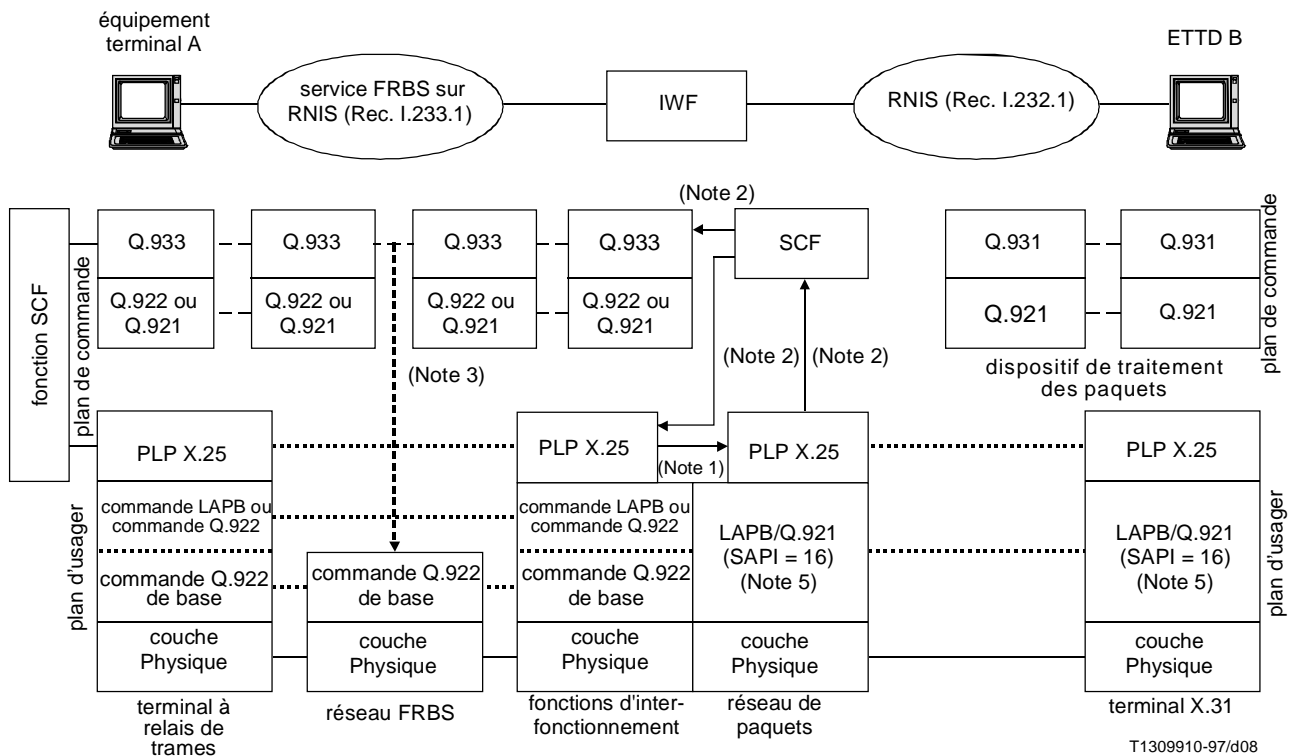 équipement
terminal A
ETTD B
service FRBS sur
RNIS (Rec. I.233.1)
IWF
RNIS (Rec. I.232.1)
(Note 2)
fonction SCF
plan de commande
Q.933
Q.933
Q.933
Q.933
SCF
Q.931
Q.931
plan de commande
Q.922 ou
Q.921
Q.922 ou
Q.921
Q.922 ou
Q.921
Q.922 ou
Q.921
Q.921
Q.921
(Note 3)
(Note 2)
(Note 2)
dispositif de traitement
des paquets
plan d'usager
PLP X.25
PLP X.25
(Note 1)
PLP X.25
PLP X.25
plan d'usager
commande LAPB ou
commande Q.922
commande LAPB ou
commande Q.922
LAPB/Q.921
(SAPI = 16)
(Note 5)
LAPB/Q.921
(SAPI = 16)
(Note 5)
commande Q.922
de base
commande Q.922
de base
commande Q.922
de base
couche
Physique
couche
Physique
couche
Physique
couche
Physique
couche
Physique
terminal à
relais de
trames
réseau FRBS
fonctions d'inter-
fonctionnement
réseau de
paquets
terminal X.31
T1309910-97/d08